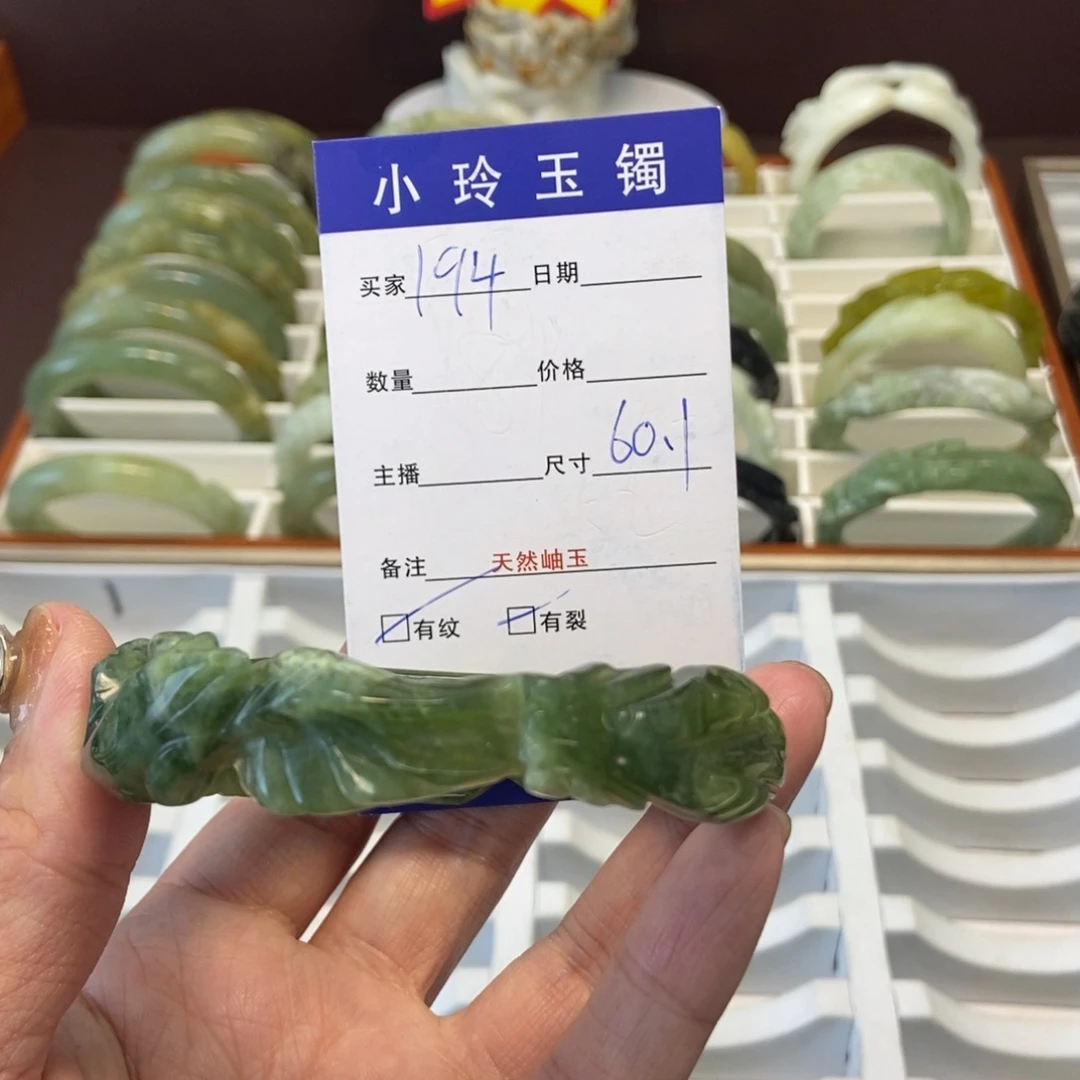 小玲玉镯
买家 194 日期
数量 价格
主播 尺寸 60.1
备注 天然岫玉
有纹 有裂